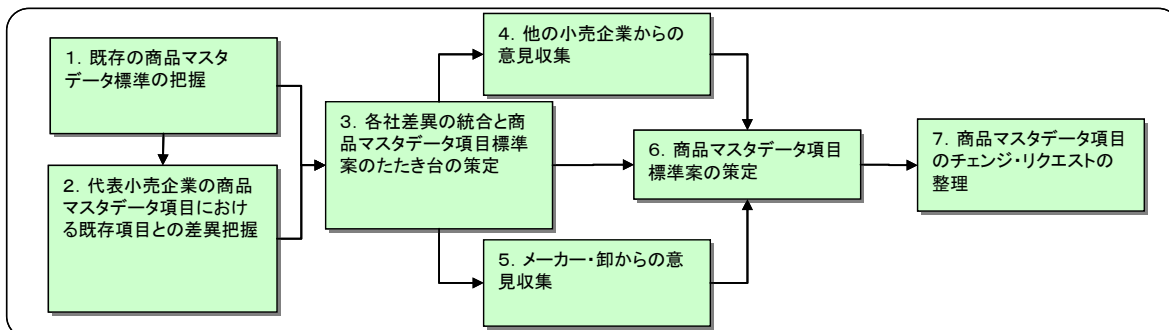 １．既存の商品マスタ
データ標準の把握
２．代表小売企業の商品
マスタデータ項目におけ
る既存項目との差異把握
３．各社差異の統合と商
品マスタデータ項目標準
案のたたき台の策定
４．他の小売企業からの
意見収集
５．メーカー・卸からの意
見収集
６．商品マスタデータ項目
標準案の策定
７．商品マスタデータ項目
のチェンジ・リクエストの
整理